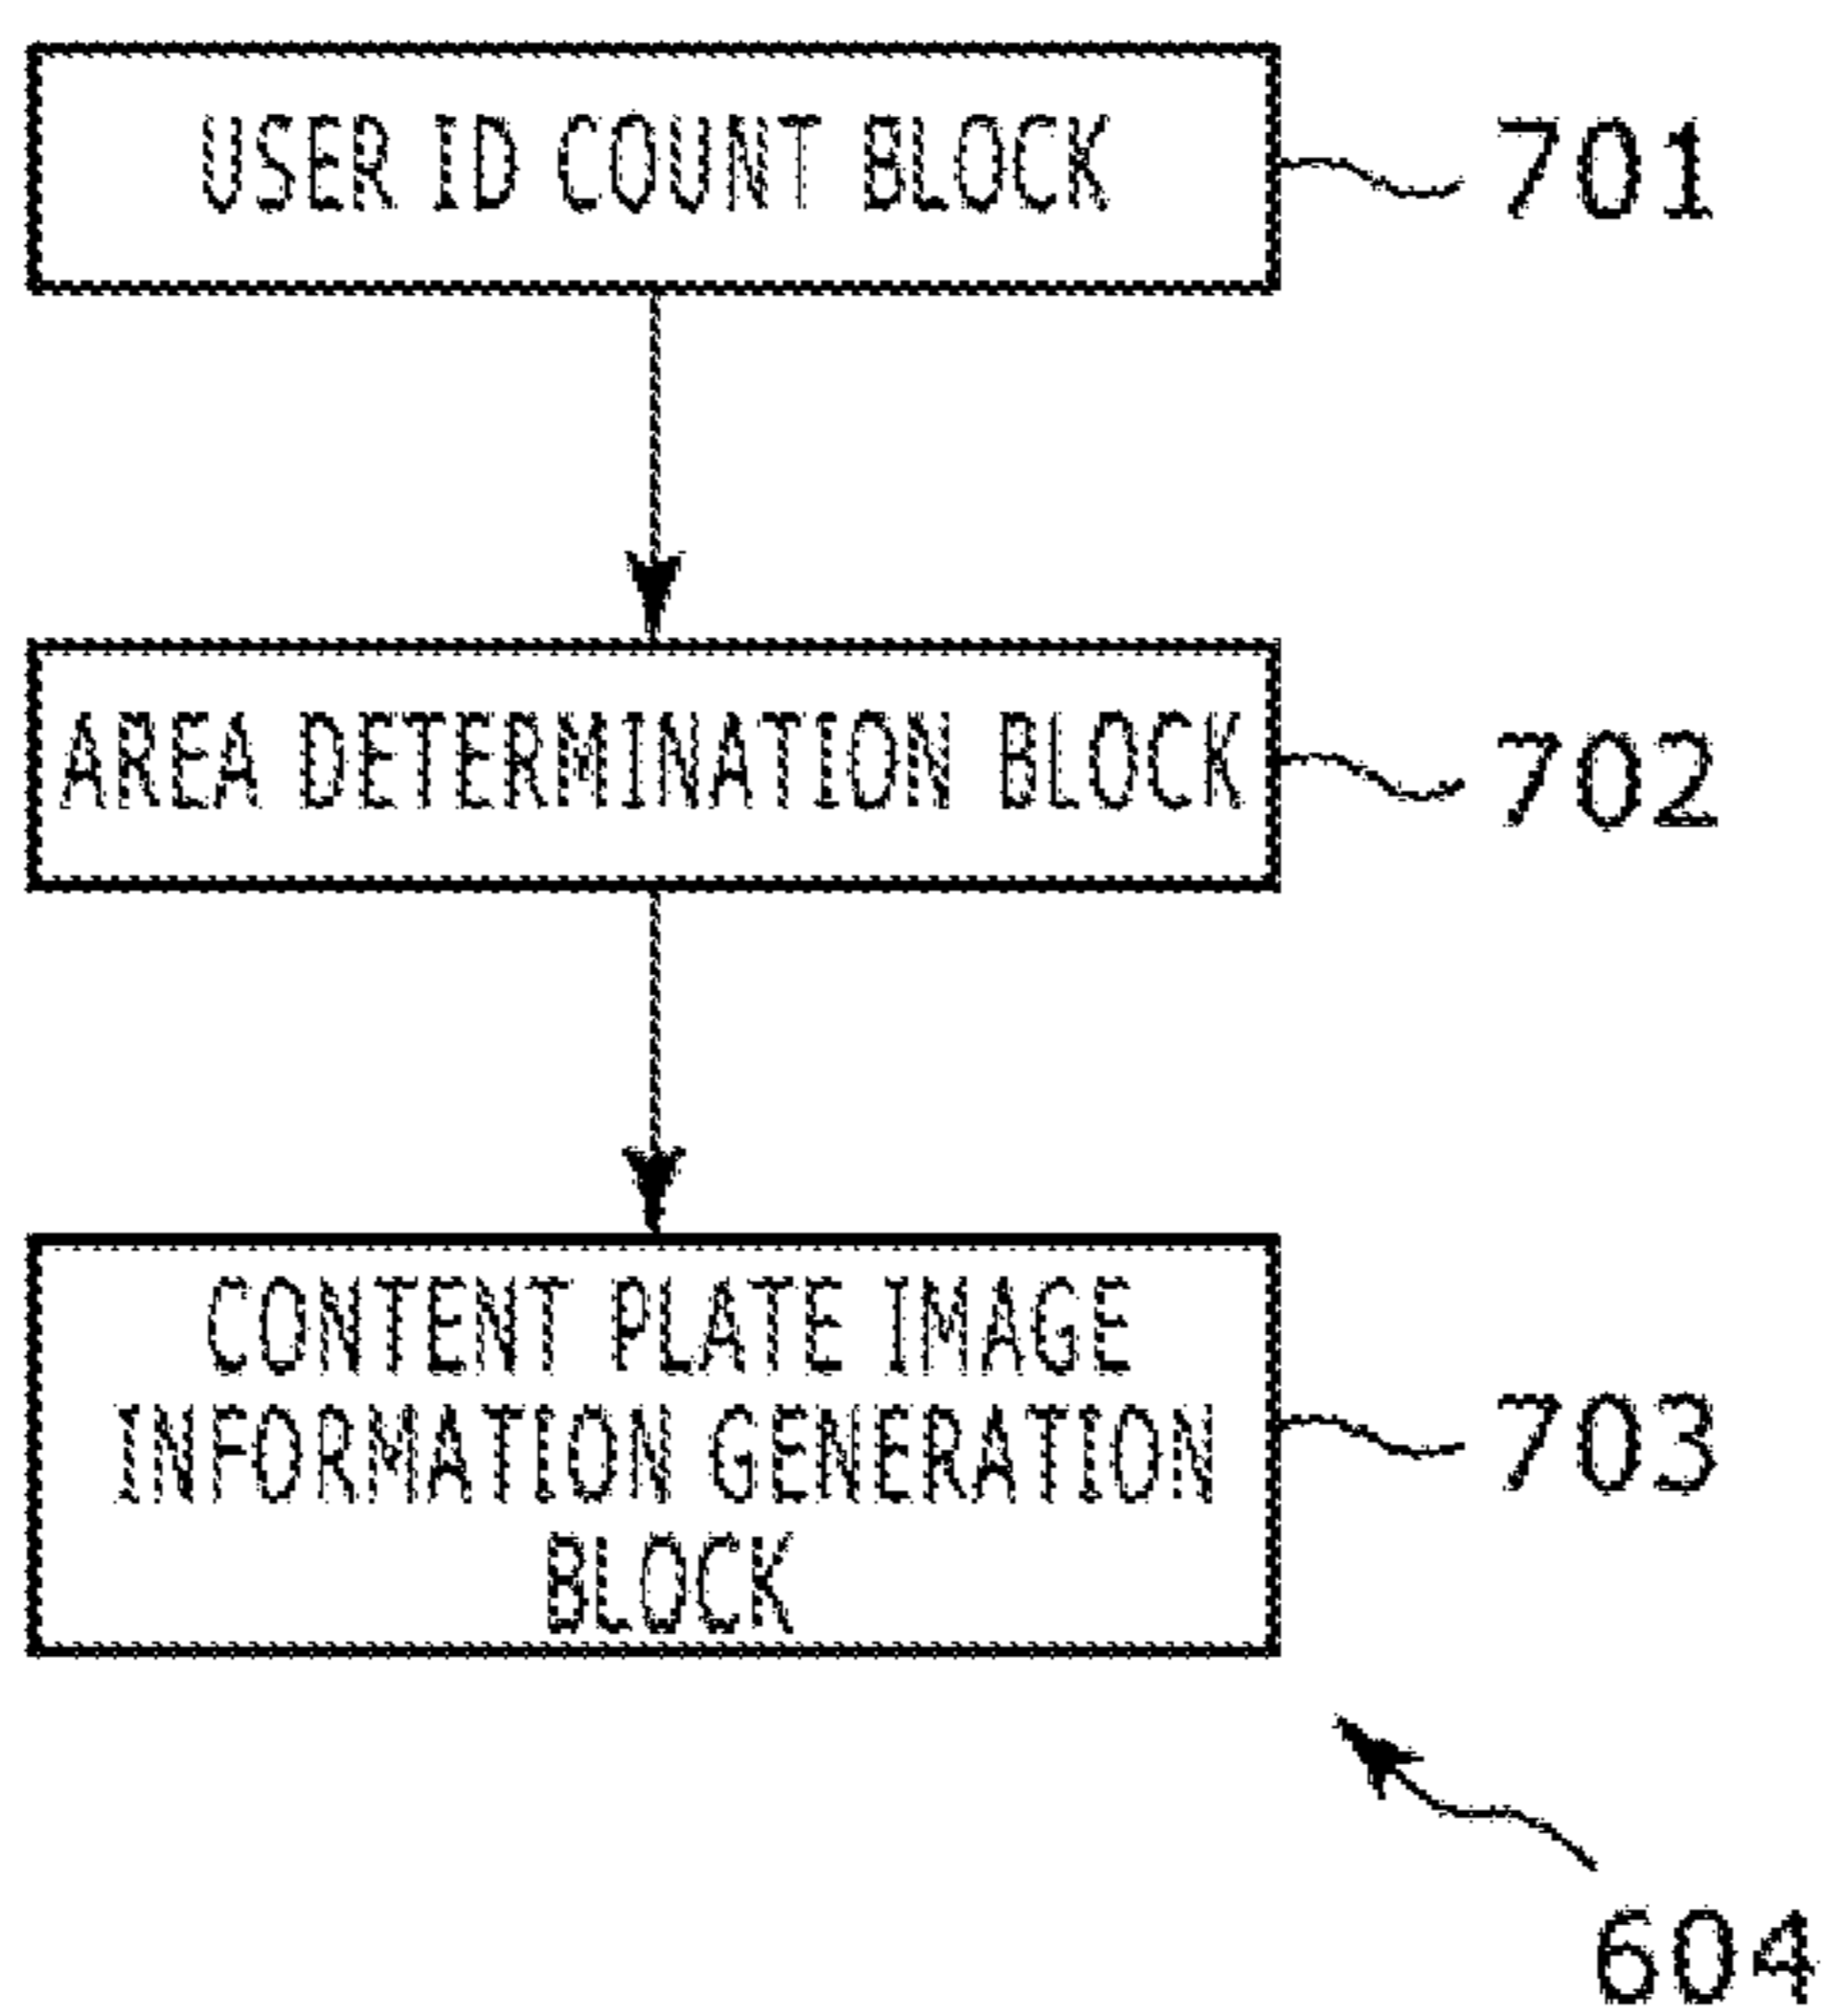 USER ID COUNT BLOCK
701
AREA DETERMINATION BLOCK
702
CONTENT PLATE IMAGE
INFORMATION GENERATION
BLOCK
703
604